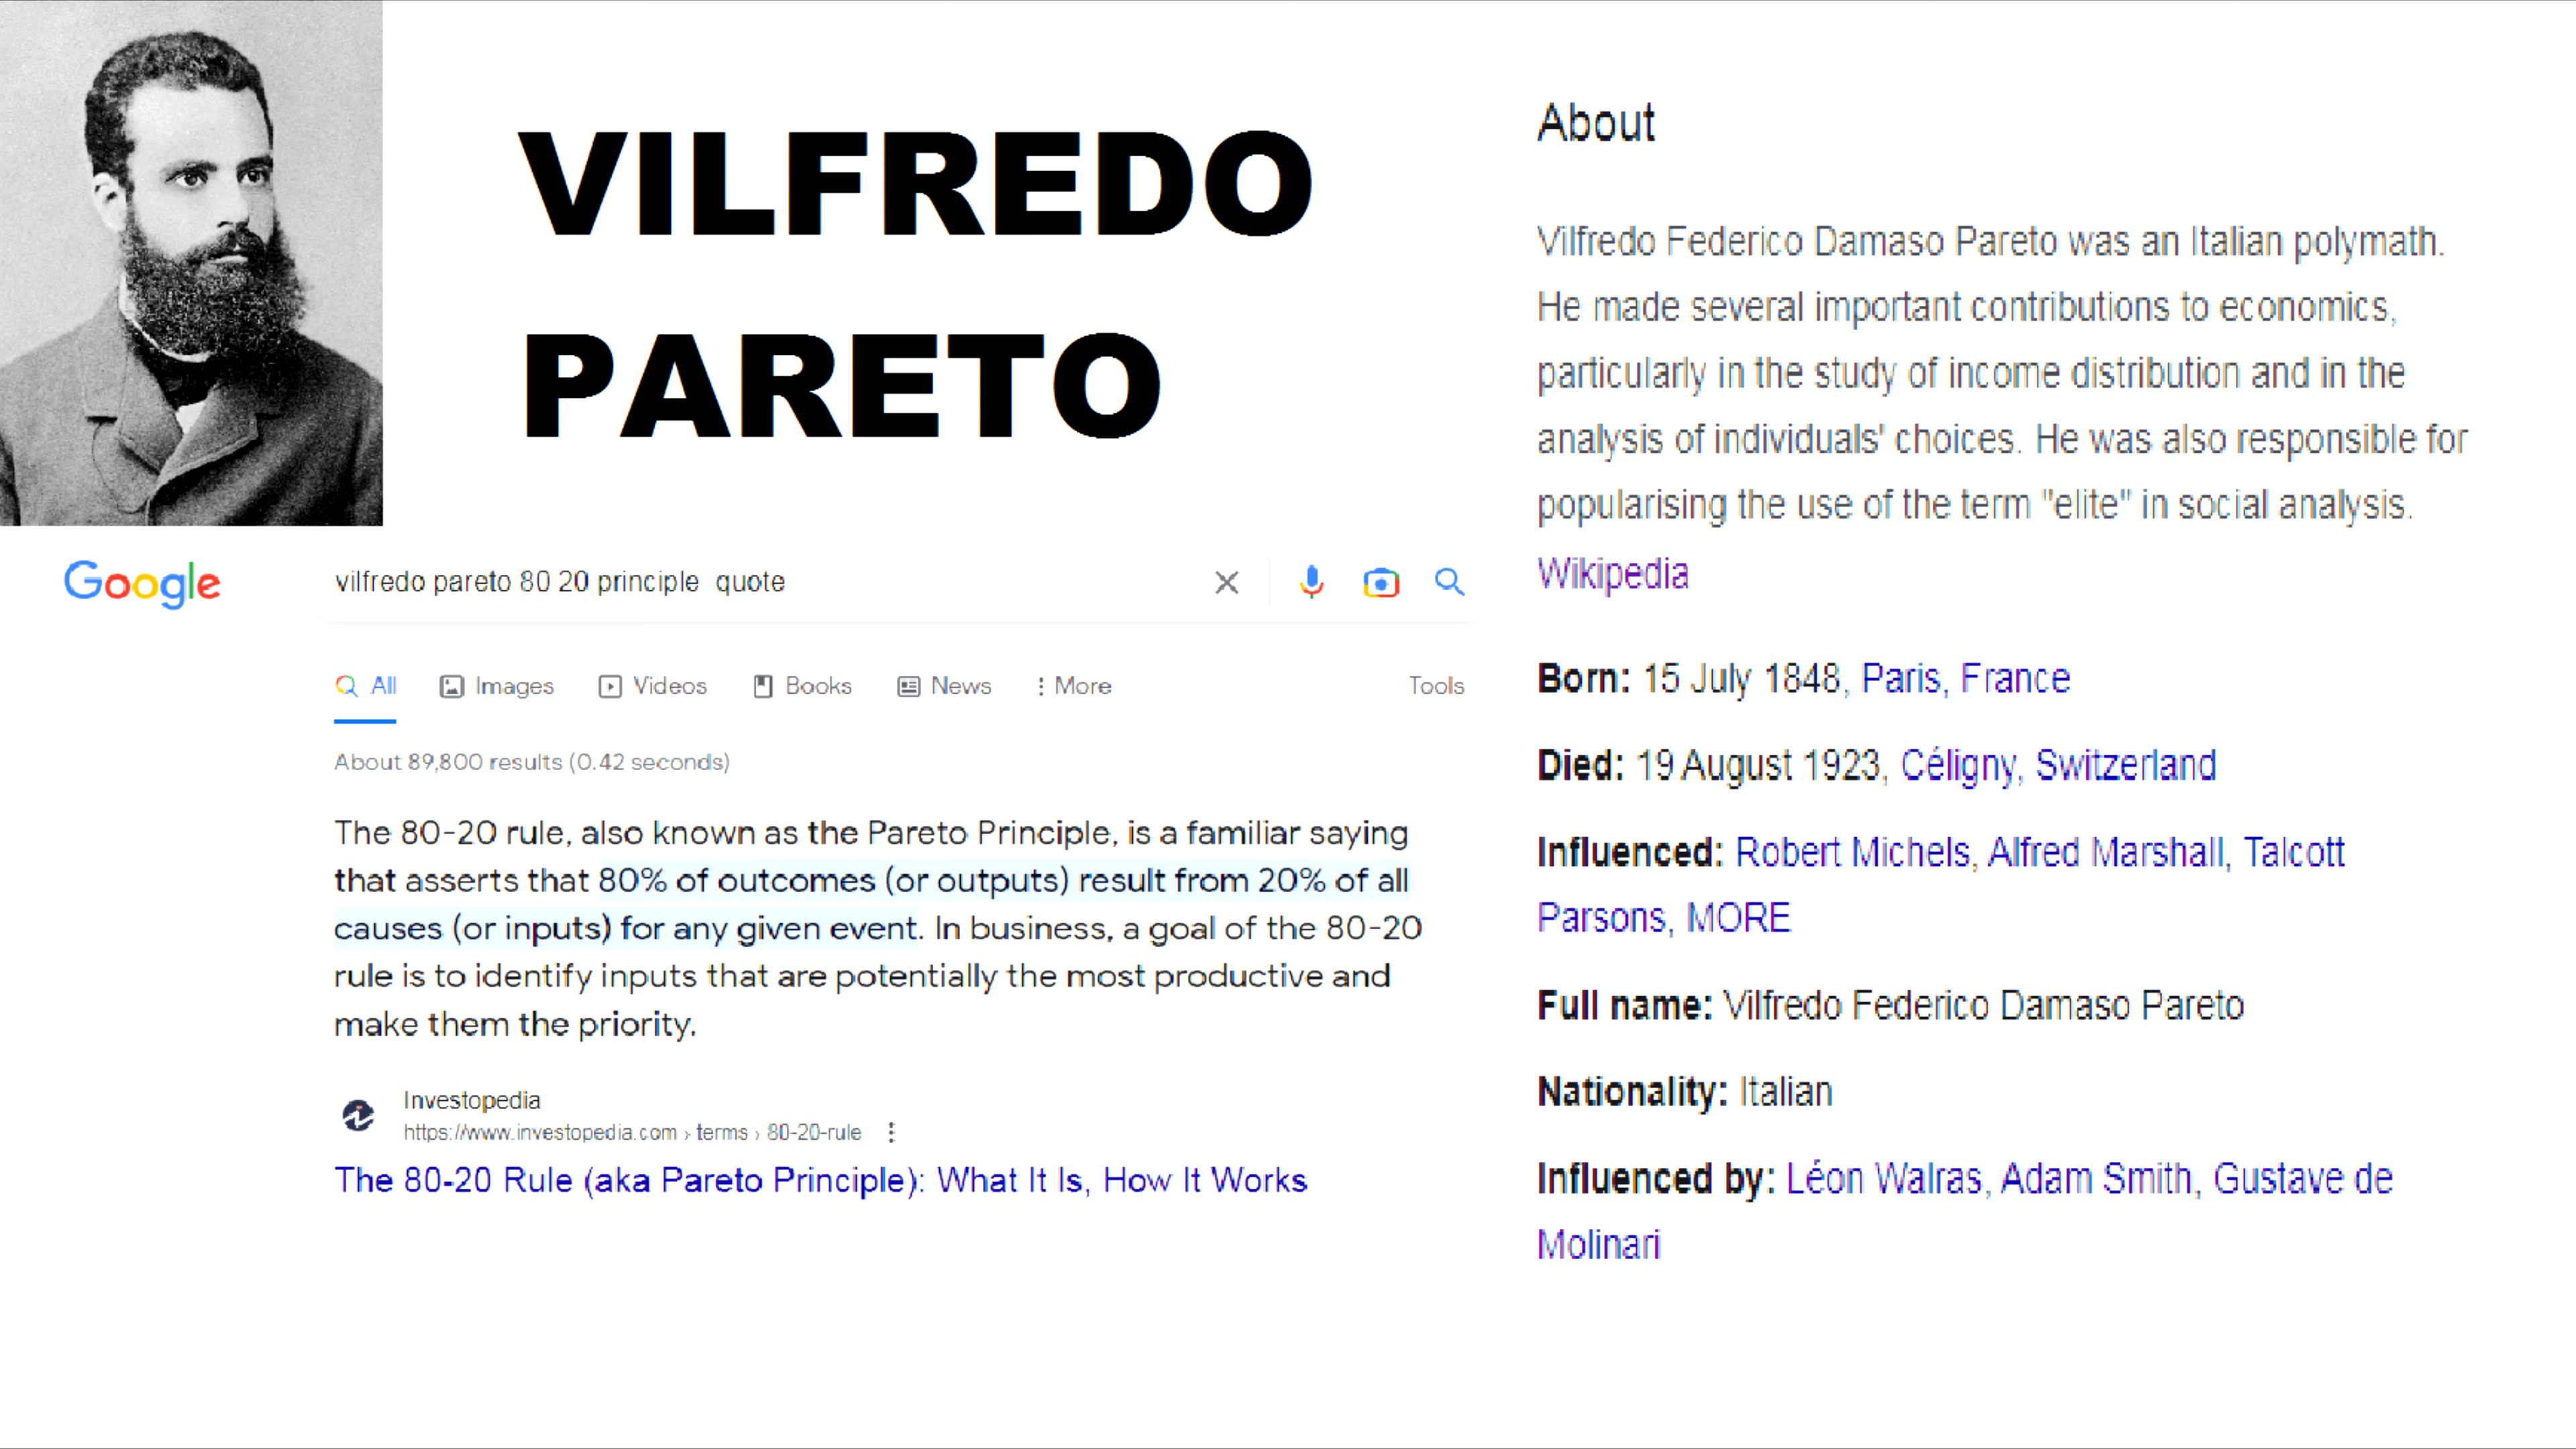 VILFREDO
PARETO
Google
vilfredo pareto 80 20 principle  quote
All
Images
Videos
Books
News
More
Tools
About 89,800 results (0.42 seconds)
The 80-20 rule, also known as the Pareto Principle, is a familiar saying
that asserts that 80% of outcomes (or outputs) result from 20% of all
causes (or inputs) for any given event. In business, a goal of the 80-20
rule is to identify inputs that are potentially the most productive and
make them the priority.
Investopedia
https://www.investopedia.com › terms › 80-20-rule
The 80-20 Rule (aka Pareto Principle): What It Is, How It Works
About
Vilfredo Federico Damaso Pareto was an Italian polymath.
He made several important contributions to economics,
particularly in the study of income distribution and in the
analysis of individuals' choices. He was also responsible for
popularising the use of the term "elite" in social analysis.
Wikipedia
Born: 15 July 1848, Paris, France
Died: 19 August 1923, Céligny, Switzerland
Influenced: Robert Michels, Alfred Marshall, Talcott
Parsons, MORE
Full name: Vilfredo Federico Damaso Pareto
Nationality: Italian
Influenced by: Léon Walras, Adam Smith, Gustave de
Molinari